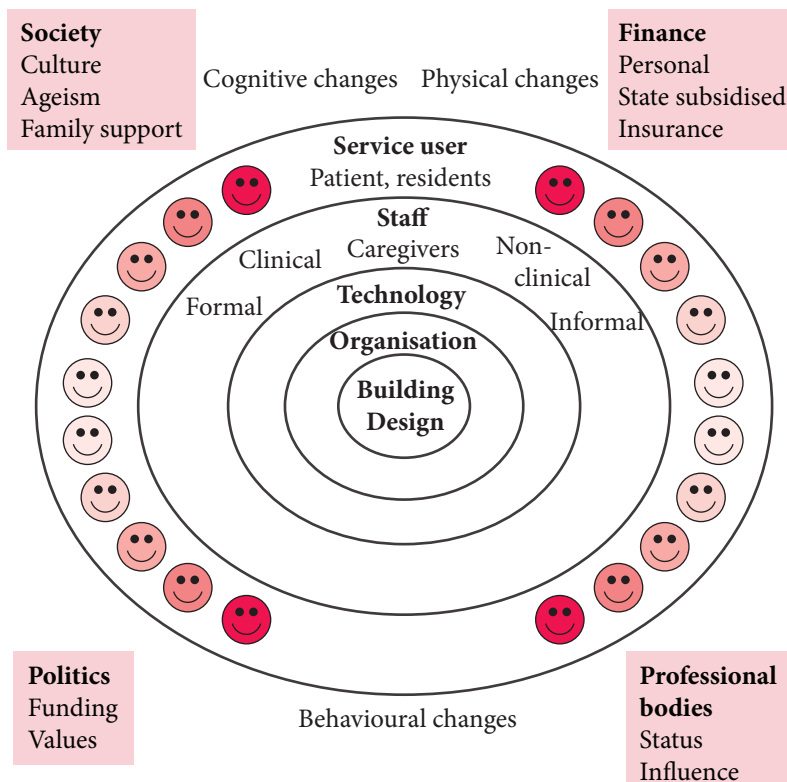 Society
Culture
Ageism
Family support
Cognitive changes
Physical changes
Finance
Personal
State subsidised
Insurance
Service user
Patient, residents
Staff
Caregivers
Clinical
Formal
Non-
clinical
Informal
Technology
Organisation
Building
Design
Politics
Funding
Values
Behavioural changes
Professional
bodies
Status
Influence